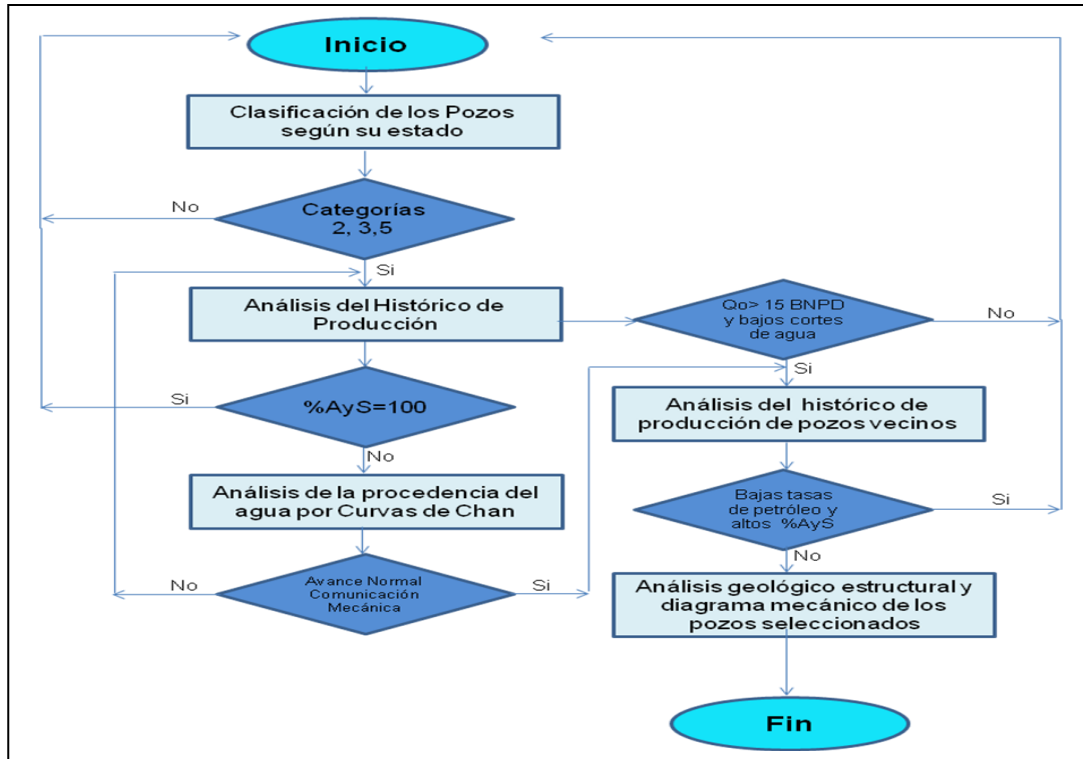 Inicio
Clasificación de los Pozos
según su estado
No
Categorías
2, 3,5
Si
Análisis del Histórico de
Producción
Qo> 15 BNPD
y bajos cortes
de agua
No
Si
Si
%AyS=100
No
Análisis del histórico de
producción de pozos vecinos
Análisis de la procedencia del
agua por Curvas de Chan
Bajas tasas
de petróleo y
altos %AyS
Si
No
No
Avance Normal
Comunicación
Mecánica
Si
Análisis geológico estructural y
diagrama mecánico de los
pozos seleccionados
Fin